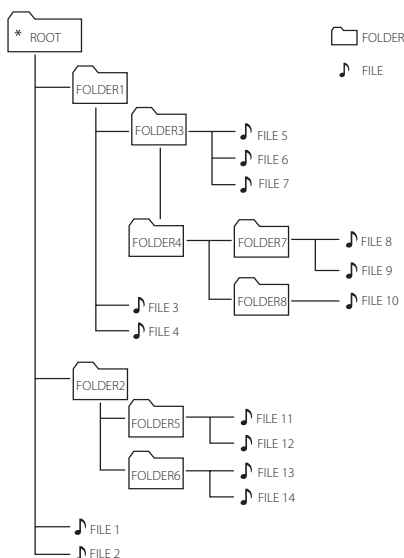 * ROOT
FOLDER
FILE
FOLDER1
FOLDER3
FILE 5
FILE 6
FILE 7
FOLDER4
FOLDER7
FILE 8
FILE 9
FOLDER8
FILE 10
FILE 3
FILE 4
FOLDER2
FOLDER5
FILE 11
FILE 12
FOLDER6
FILE 13
FILE 14
FILE 1
FILE 2